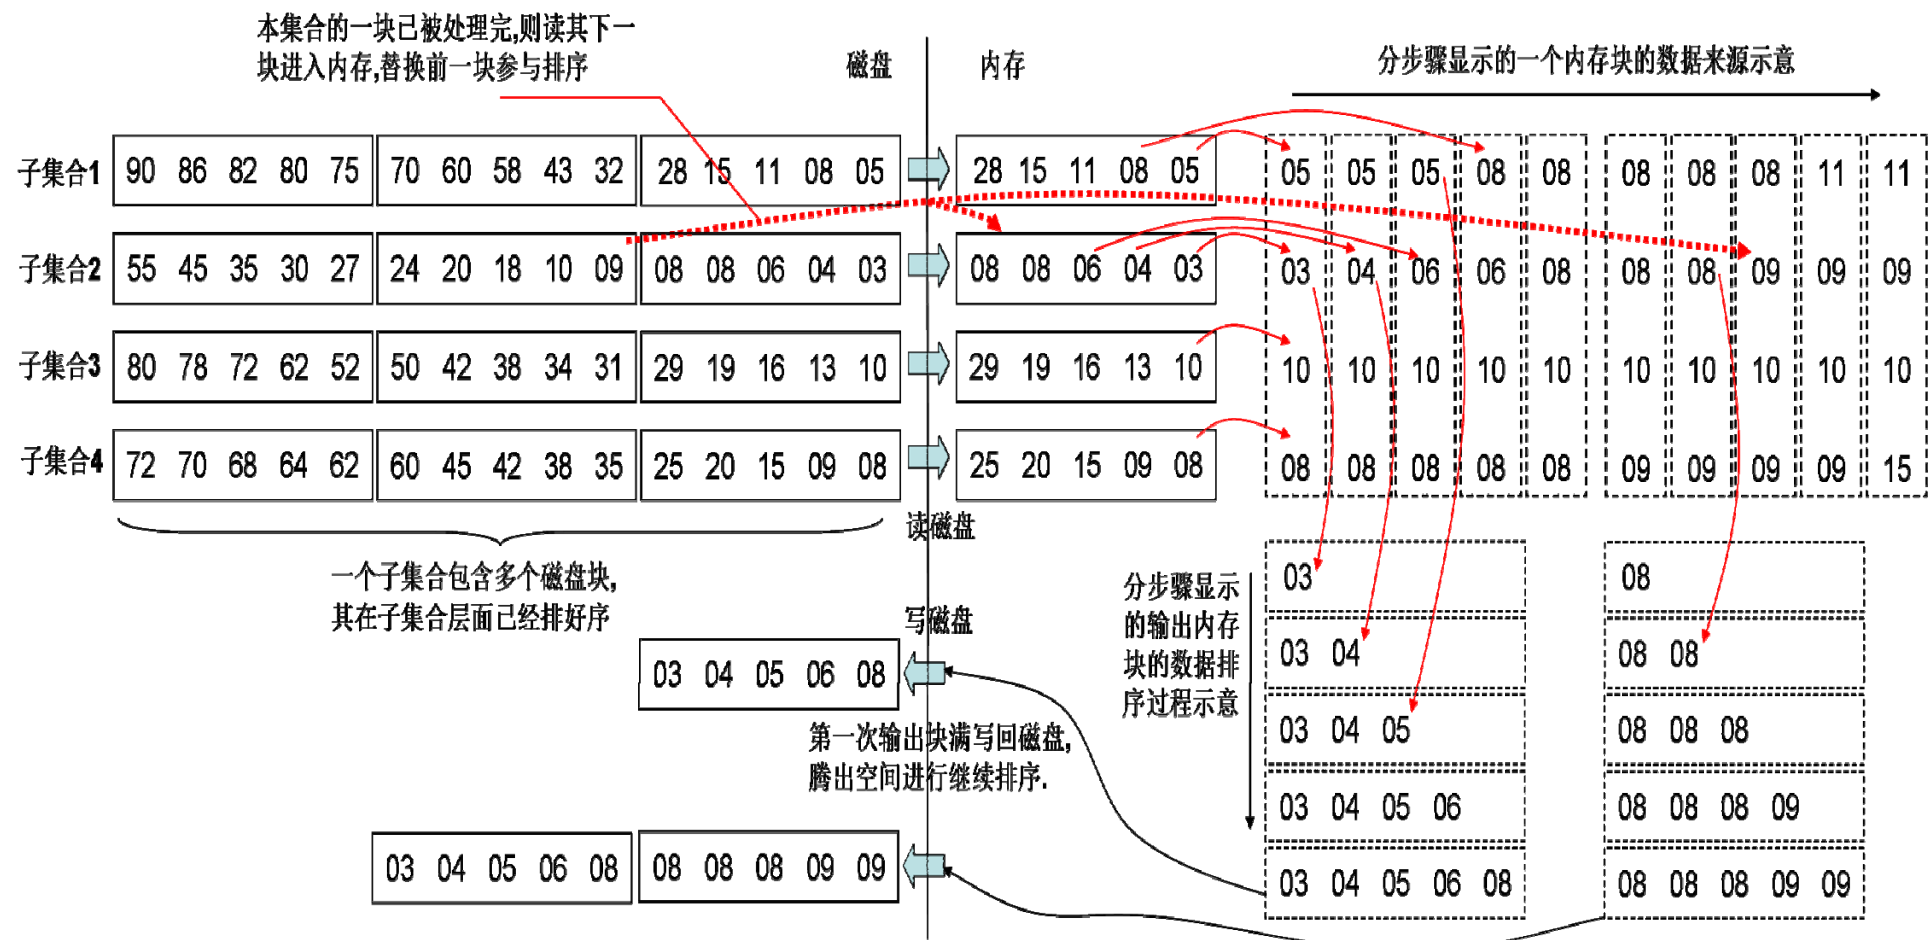 本集合的一块已被处理完,则读其下一
块进入内存,替换前一块参与排序
磁盘
内存
分步骤显示的一个内存块的数据来源示意
子集合1 90 86 82 80 75 70 60 58 43 32 28 15 11 08 05 28 15 11 08 05 05 05 05 08 08 08 08 08 11 11
子集合2 55 45 35 30 27 24 20 18 10 09 08 08 06 04 03 08 08 06 04 03 03 04 06 06 08 08 08 09 09 09
子集合3 80 78 72 62 52 50 42 38 34 31 29 19 16 13 10 29 19 16 13 10 10 10 10 10 10 10 10 10 10 10
子集合4 72 70 68 64 62 60 45 42 38 35 25 20 15 09 08 25 20 15 09 08 08 08 08 08 08 09 09 09 09 15
读磁盘
一个子集合包含多个磁盘块,
其在子集合层面已经排好序
写磁盘
03 04 05 06 08
第一次输出块满写回磁盘,
腾出空间进行继续排序.
03 04 05 06 08 08 08 08 09 09
分步骤显示
的输出内存
块的数据排
序过程示意
03
03 04
03 04 05
03 04 05 06
03 04 05 06 08
08
08 08
08 08 08
08 08 08 09
08 08 08 09 09